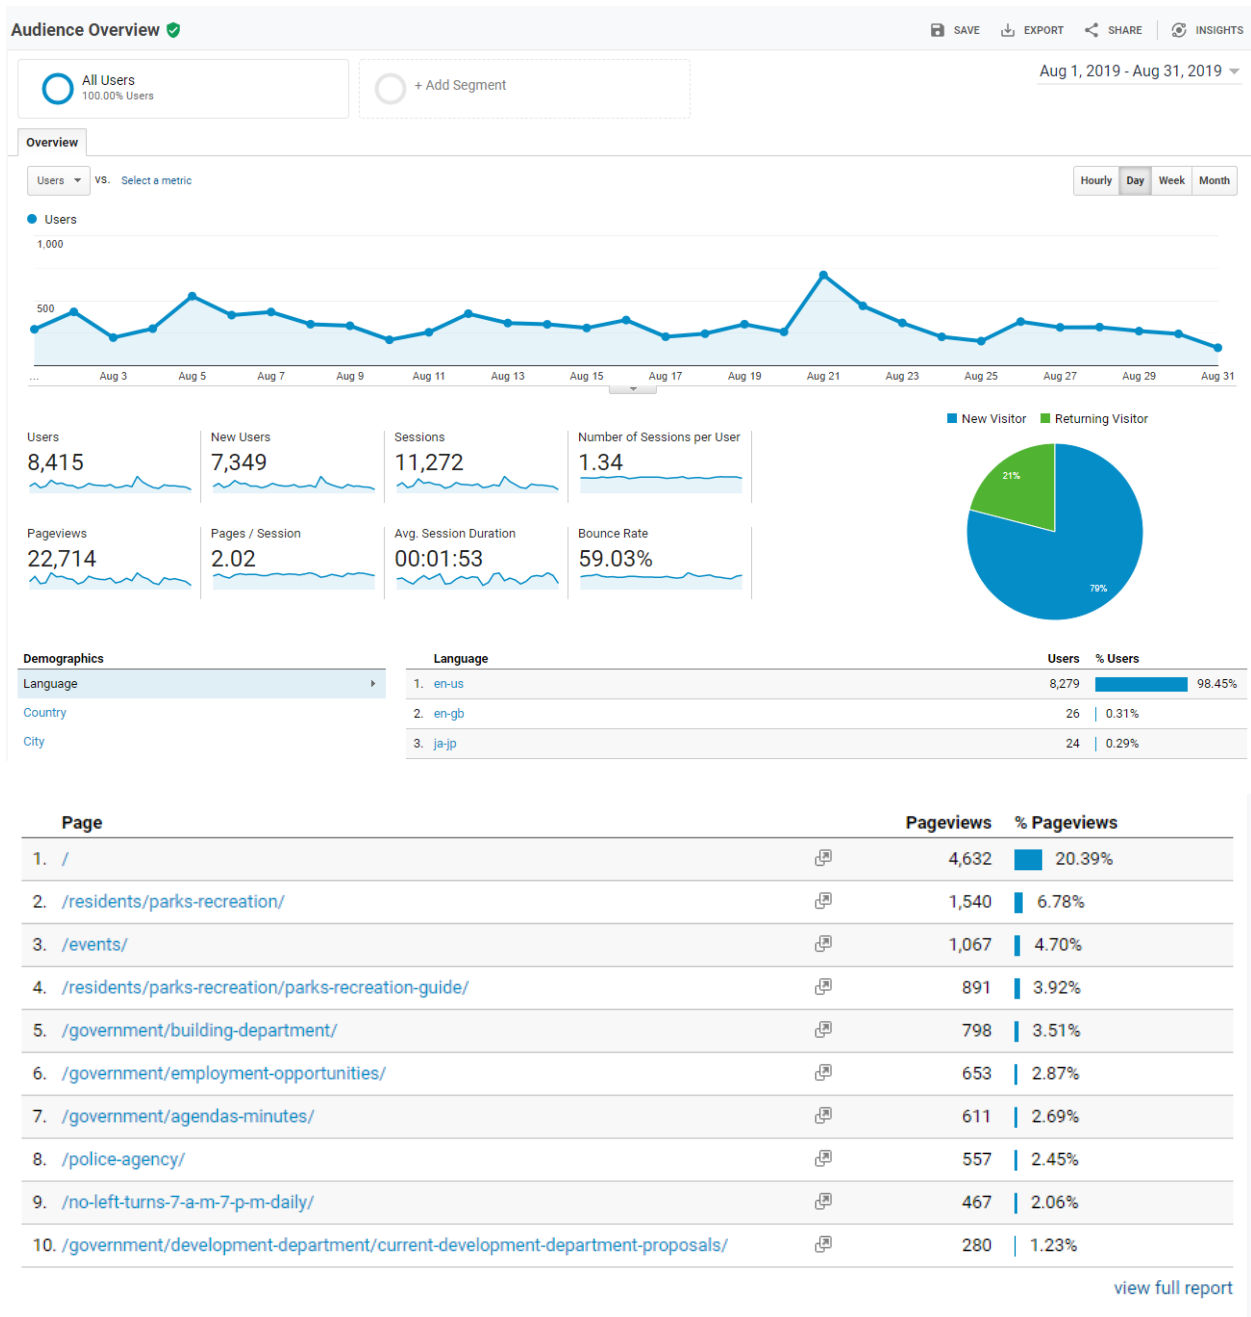 Audience Overview
SAVE EXPORT SHARE INSIGHTS
All Users
100.00% Users
+ Add Segment
Aug 1, 2019 - Aug 31, 2019
Overview
Users VS. Select a metric
Hourly Day Week Month
Users
1,000
500
... Aug 3 Aug 5 Aug 7 Aug 9 Aug 11 Aug 13 Aug 15 Aug 17 Aug 19 Aug 21 Aug 23 Aug 25 Aug 27 Aug 29 Aug 31
New Visitor Returning Visitor
Users New Users Sessions Number of Sessions per User
8,415 7,349 11,272 1.34
21%
Pageviews Pages / Session Avg. Session Duration Bounce Rate
22,714 2.02 00:01:53 59.03%
79%
Demographics Language Users % Users
Language 1. en-us 8,279 98.45%
Country 2. en-gb 26 0.31%
City 3. ja-jp 24 0.29%
Page Pageviews % Pageviews
1. / 4,632 20.39%
2. /residents/parks-recreation/ 1,540 6.78%
3. /events/ 1,067 4.70%
4. /residents/parks-recreation/parks-recreation-guide/ 891 3.92%
5. /government/building-department/ 798 3.51%
6. /government/employment-opportunities/ 653 2.87%
7. /government/agendas-minutes/ 611 2.69%
8. /police-agency/ 557 2.45%
9. /no-left-turns-7-a-m-7-p-m-daily/ 467 2.06%
10. /government/development-department/current-development-department-proposals/ 280 1.23%
view full report